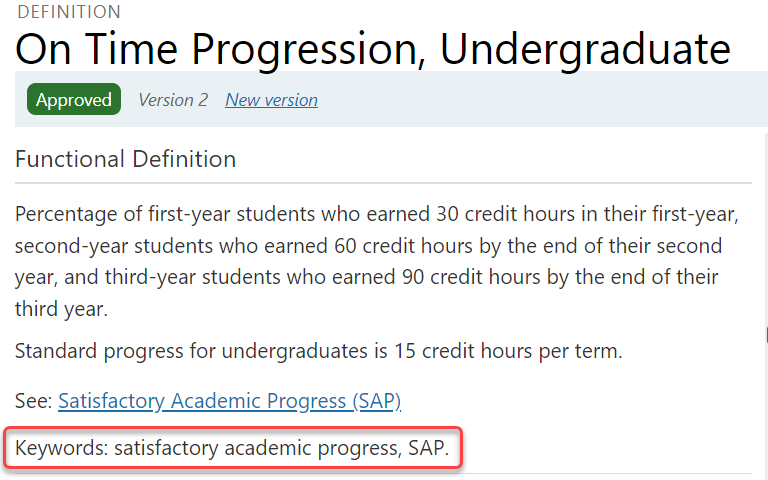 DEFINITION
On Time Progression, Undergraduate
Approved Version 2 New version
Functional Definition
Percentage of first-year students who earned 30 credit hours in their first-year,
second-year students who earned 60 credit hours by the end of their second
year, and third-year students who earned 90 credit hours by the end of their
third year.
Standard progress for undergraduates is 15 credit hours per term.
See: Satisfactory Academic Progress (SAP)
Keywords: satisfactory academic progress, SAP.